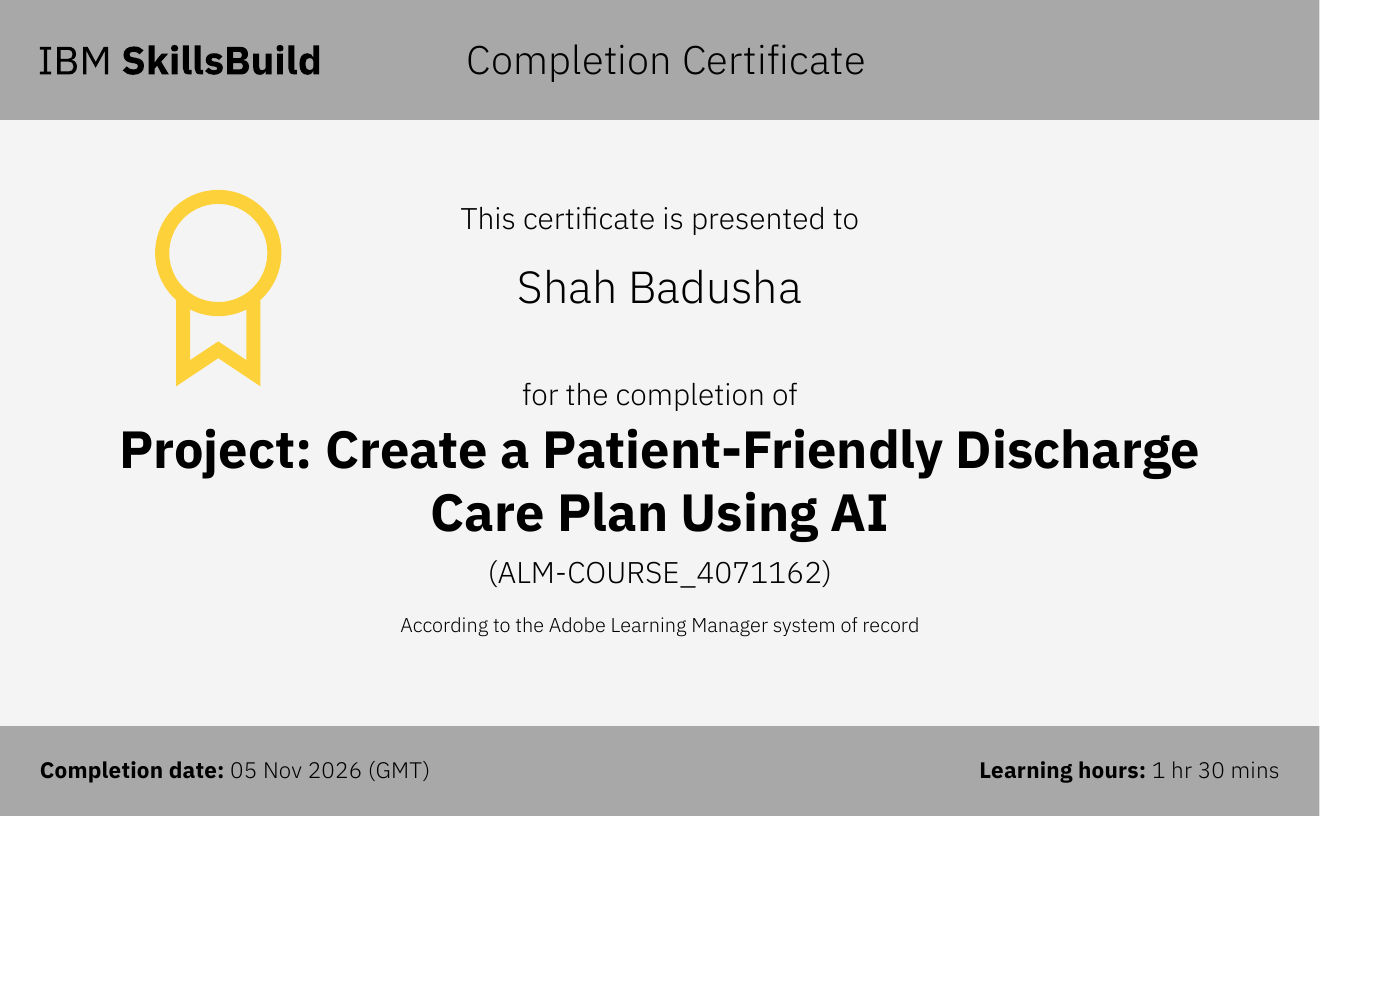 IBM SkillsBuild
Completion Certificate
This certificate is presented to
Shah Badusha
for the completion of
Project: Create a Patient-Friendly Discharge
Care Plan Using AI
(ALM-COURSE_4071162)
According to the Adobe Learning Manager system of record
Completion date: 05 Nov 2026 (GMT)
Learning hours: 1 hr 30 mins